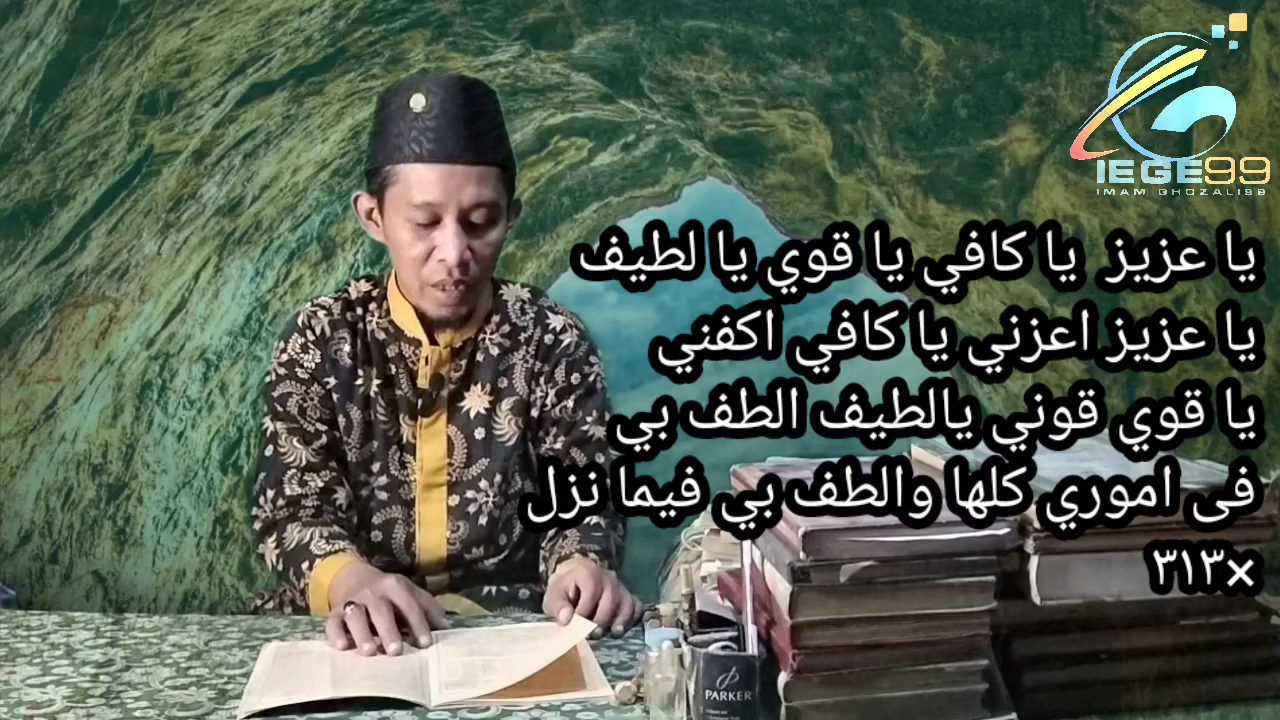 IEGE99
IMAM GHOZALI99
يا عزيز يا كافي يا قوي يا لطيف
يا عزيز اعزني يا كافي اكفني
يا قوي قوني يالطيف الطف بي
فى اموري كلها والطف بي فيما نزل
×٣١٣
PARKER